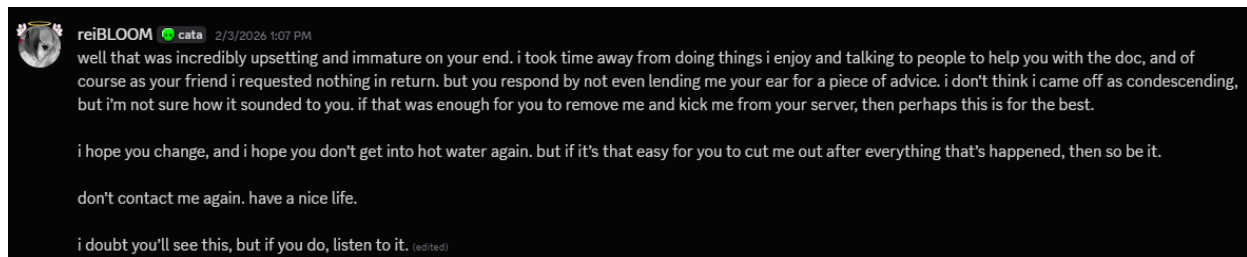 reiBLOOM cata 2/3/2026 1:07 PM
well that was incredibly upsetting and immature on your end. i took time away from doing things i enjoy and talking to people to help you with the doc, and of
course as your friend i requested nothing in return. but you respond by not even lending me your ear for a piece of advice. i don't think i came off as condescending,
but i'm not sure how it sounded to you. if that was enough for you to remove me and kick me from your server, then perhaps this is for the best.
i hope you change, and i hope you don't get into hot water again. but if it's that easy for you to cut me out after everything that's happened, then so be it.
don't contact me again. have a nice life.
i doubt you'll see this, but if you do, listen to it. (edited)